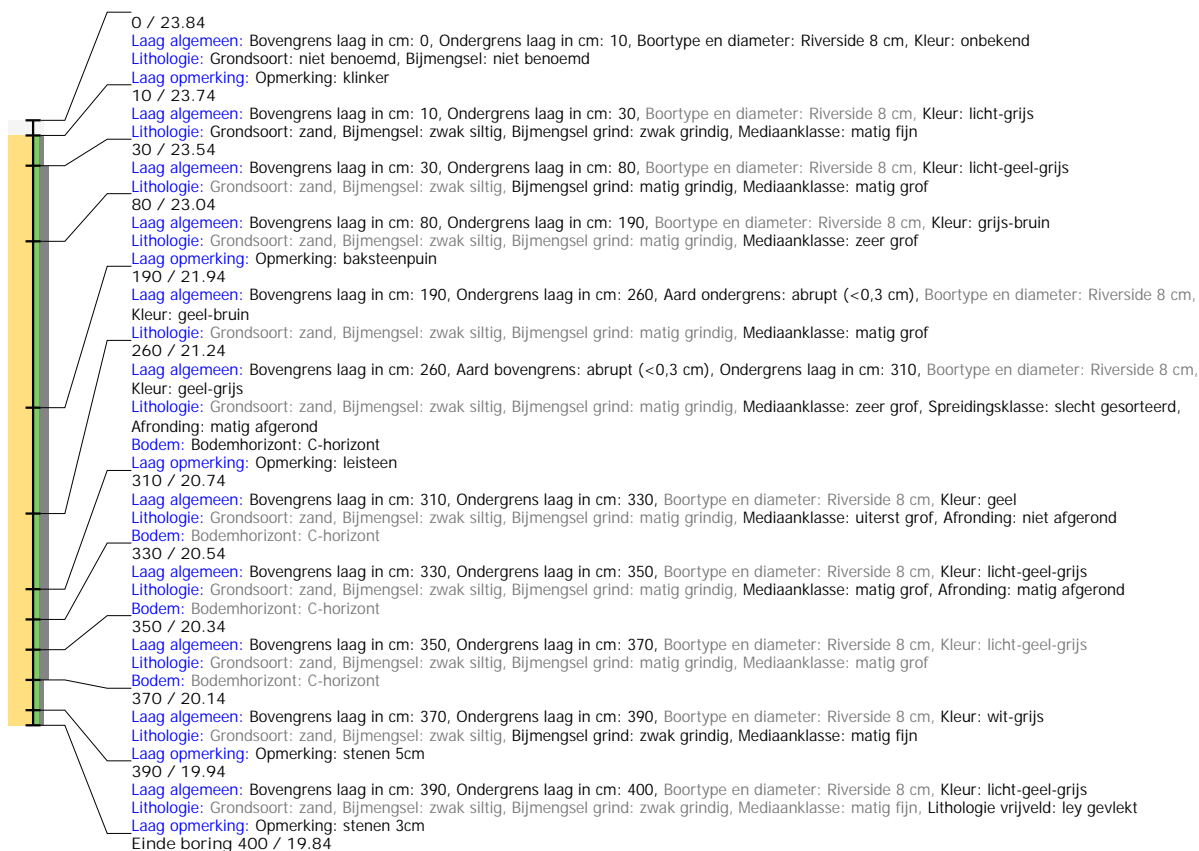 0 / 23.84
Laag algemeen: Bovengrens laag in cm: 0, Ondergrens laag in cm: 10, Boortype en diameter: Riverside 8 cm, Kleur: onbekend
Lithologie: Grondsoort: niet benoemd, Bijmengsel: niet benoemd
Laag opmerking: Opmerking: klinker
10 / 23.74
Laag algemeen: Bovengrens laag in cm: 10, Ondergrens laag in cm: 30, Boortype en diameter: Riverside 8 cm, Kleur: licht-grijs
Lithologie: Grondsoort: zand, Bijmengsel: zwak siltig, Bijmengsel grind: zwak grindig, Mediaanklasse: matig fijn
30 / 23.54
Laag algemeen: Bovengrens laag in cm: 30, Ondergrens laag in cm: 80, Boortype en diameter: Riverside 8 cm, Kleur: licht-geel-grijs
Lithologie: Grondsoort: zand, Bijmengsel: zwak siltig, Bijmengsel grind: matig grindig, Mediaanklasse: matig grof
80 / 23.04
Laag algemeen: Bovengrens laag in cm: 80, Ondergrens laag in cm: 190, Boortype en diameter: Riverside 8 cm, Kleur: grijs-bruin
Lithologie: Grondsoort: zand, Bijmengsel: zwak siltig, Bijmengsel grind: matig grindig, Mediaanklasse: zeer grof
Laag opmerking: Opmerking: baksteenpuin
190 / 21.94
Laag algemeen: Bovengrens laag in cm: 190, Ondergrens laag in cm: 260, Aard ondergrens: abrupt (<0,3 cm), Boortype en diameter: Riverside 8 cm,
Kleur: geel-bruin
Lithologie: Grondsoort: zand, Bijmengsel: zwak siltig, Bijmengsel grind: matig grindig, Mediaanklasse: matig grof
260 / 21.24
Laag algemeen: Bovengrens laag in cm: 260, Aard bovengrens: abrupt (<0,3 cm), Ondergrens laag in cm: 310, Boortype en diameter: Riverside 8 cm,
Kleur: geel-grijs
Lithologie: Grondsoort: zand, Bijmengsel: zwak siltig, Bijmengsel grind: matig grindig, Mediaanklasse: zeer grof, Spreidingsklasse: slecht gesorteerd,
Afronding: matig afgerond
Bodem: Bodemhorizont: C-horizont
Laag opmerking: Opmerking: leisteen
310 / 20.74
Laag algemeen: Bovengrens laag in cm: 310, Ondergrens laag in cm: 330, Boortype en diameter: Riverside 8 cm, Kleur: geel
Lithologie: Grondsoort: zand, Bijmengsel: zwak siltig, Bijmengsel grind: matig grindig, Mediaanklasse: uiterst grof, Afronding: niet afgerond
Bodem: Bodemhorizont: C-horizont
330 / 20.54
Laag algemeen: Bovengrens laag in cm: 330, Ondergrens laag in cm: 350, Boortype en diameter: Riverside 8 cm, Kleur: licht-geel-grijs
Lithologie: Grondsoort: zand, Bijmengsel: zwak siltig, Bijmengsel grind: matig grindig, Mediaanklasse: matig grof, Afronding: matig afgerond
Bodem: Bodemhorizont: C-horizont
350 / 20.34
Laag algemeen: Bovengrens laag in cm: 350, Ondergrens laag in cm: 370, Boortype en diameter: Riverside 8 cm, Kleur: licht-geel-grijs
Lithologie: Grondsoort: zand, Bijmengsel: zwak siltig, Bijmengsel grind: matig grindig, Mediaanklasse: matig grof
Bodem: Bodemhorizont: C-horizont
370 / 20.14
Laag algemeen: Bovengrens laag in cm: 370, Ondergrens laag in cm: 390, Boortype en diameter: Riverside 8 cm, Kleur: wit-grijs
Lithologie: Grondsoort: zand, Bijmengsel: zwak siltig, Bijmengsel grind: zwak grindig, Mediaanklasse: matig fijn
Laag opmerking: Opmerking: stenen 5cm
390 / 19.94
Laag algemeen: Bovengrens laag in cm: 390, Ondergrens laag in cm: 400, Boortype en diameter: Riverside 8 cm, Kleur: licht-geel-grijs
Lithologie: Grondsoort: zand, Bijmengsel: zwak siltig, Bijmengsel grind: zwak grindig, Mediaanklasse: matig fijn, Lithologie vrijveld: ley gevlekt
Laag opmerking: Opmerking: stenen 3cm
Einde boring 400 / 19.84